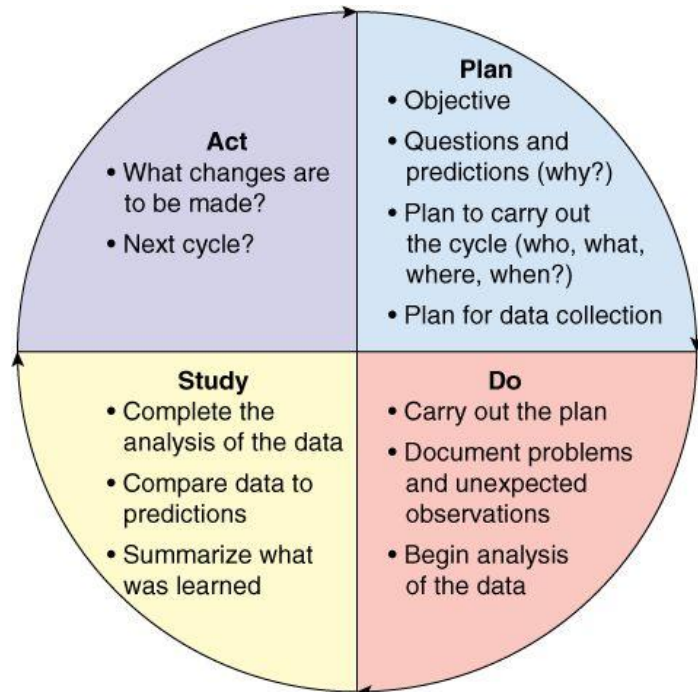 Plan
• Objective
• Questions and
predictions (why?)
• Plan to carry out
the cycle (who, what,
where, when?)
• Plan for data collection
Do
• Carry out the plan
• Document problems
and unexpected
observations
• Begin analysis
of the data
Study
• Complete the
analysis of the data
• Compare data to
predictions
• Summarize what
was learned
Act
• What changes are
to be made?
• Next cycle?